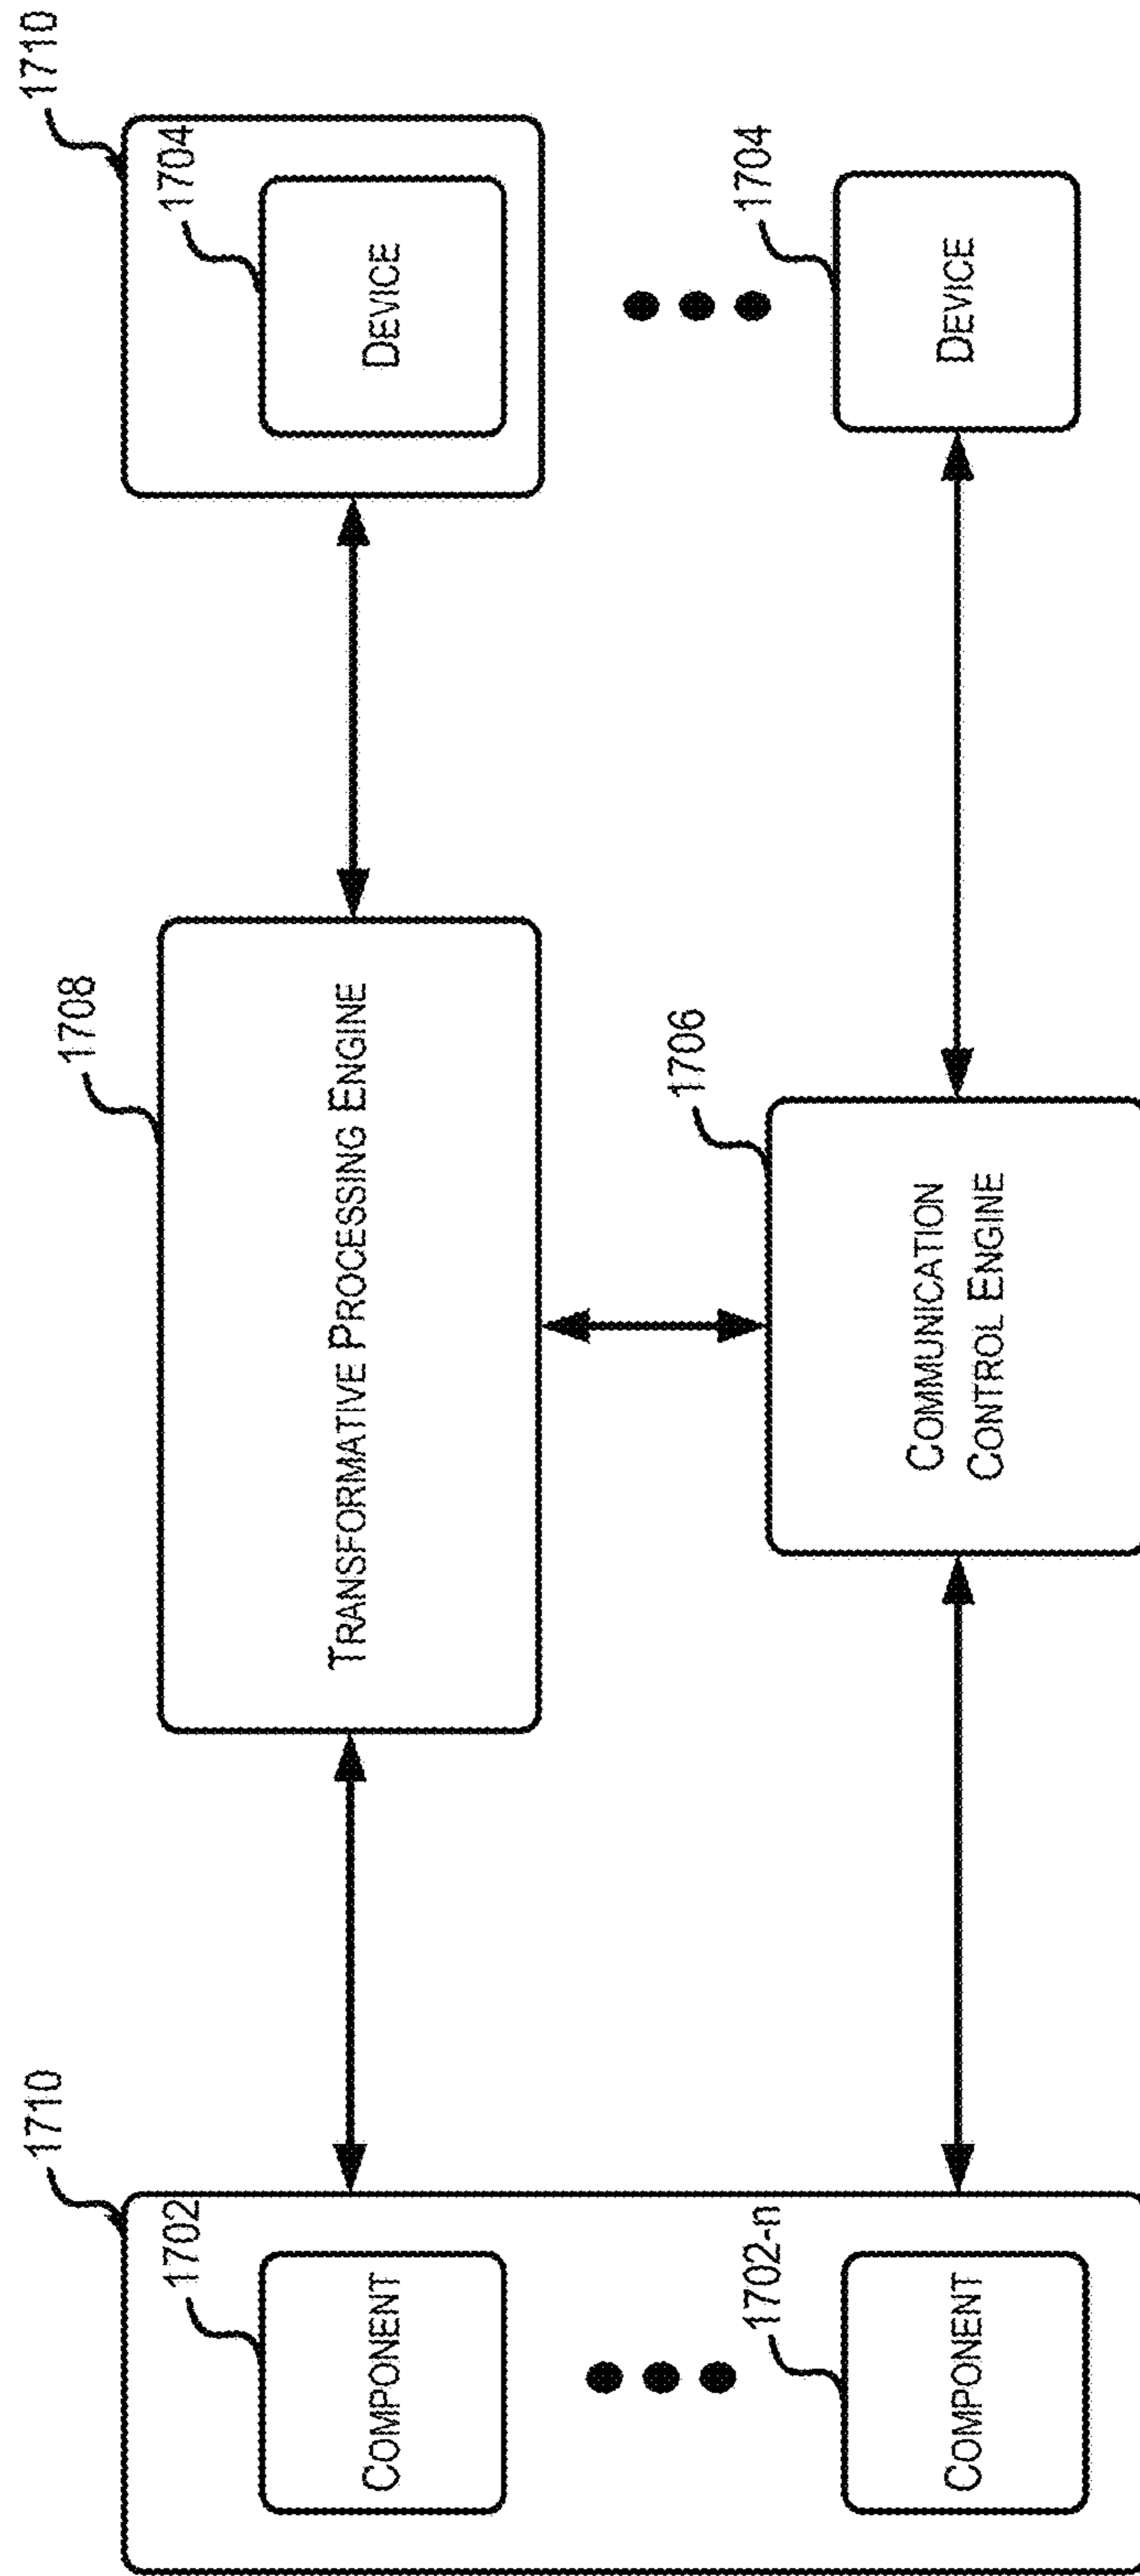 1710
1708
1710
1702
1704
COMPONENT
TRANSFORMATIVE PROCESSING ENGINE
DEVICE
1702-n
1706
1704
COMPONENT
COMMUNICATION
CONTROL ENGINE
DEVICE